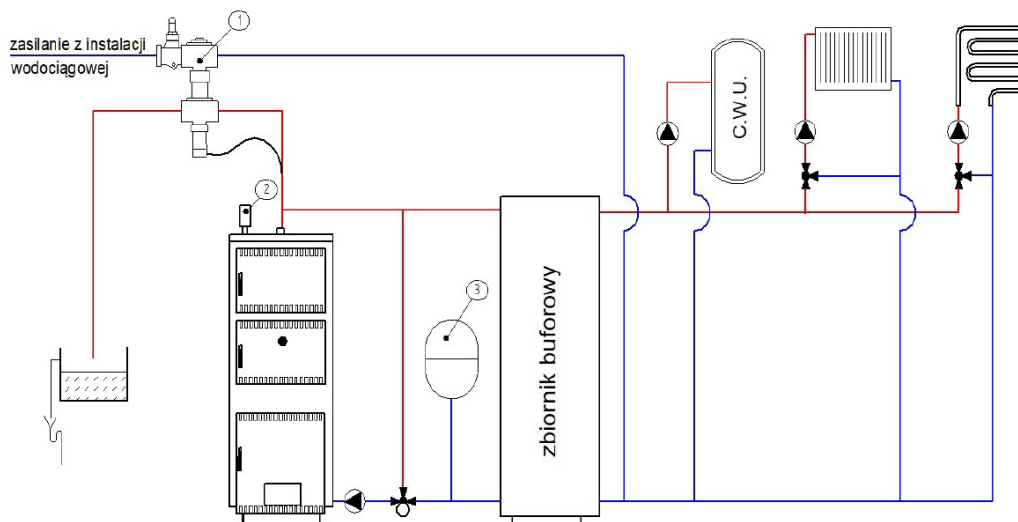 1
zasilanie z instalacji
wodociągowej
C.W.U.
2
3
zbiornik buforowy